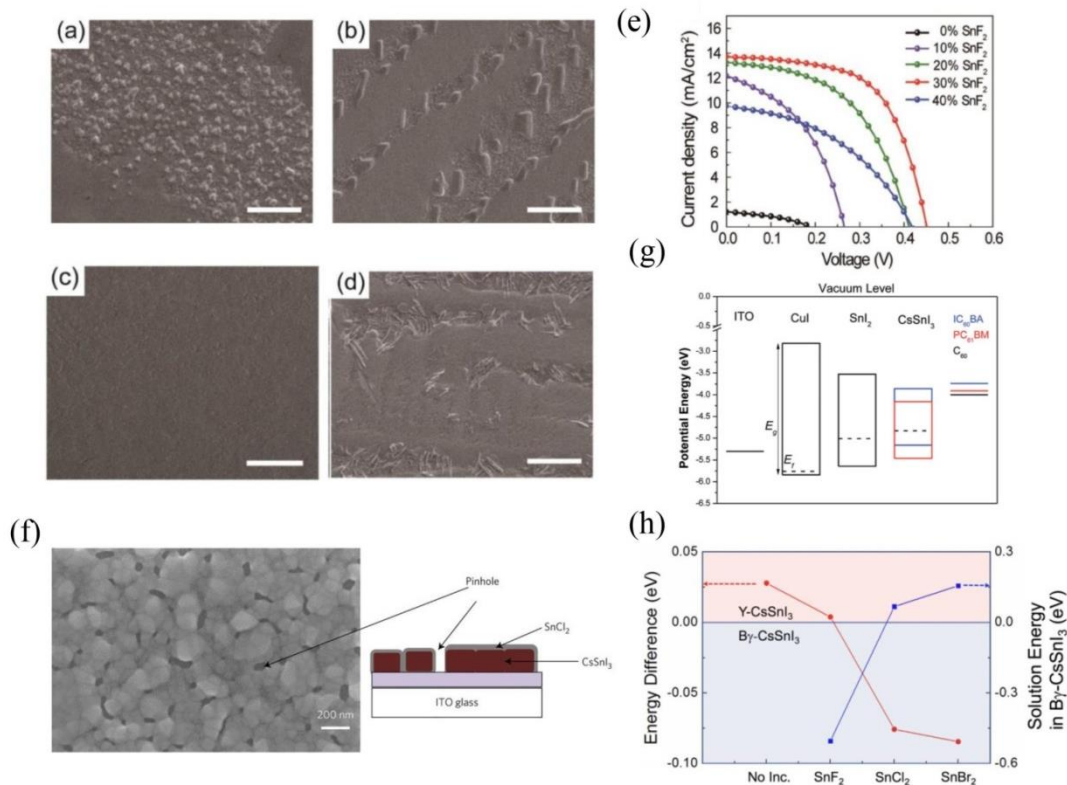 (a)
(b)
(c)
(d)
(e)
Current density (mA/cm²)
16
14
12
10
8
6
4
2
0
0.0 0.1 0.2 0.3 0.4 0.5 0.6
Voltage (V)
0% SnF₂
10% SnF₂
20% SnF₂
30% SnF₂
40% SnF₂
(g)
Vacuum Level
Potential Energy (eV)
0.0
-0.5
-3.0
-3.5
-4.0
-4.5
-5.0
-5.5
-6.0
-6.5
ITO CuI SnI₂ CsSnI₃
IC₆₀BA
PC₆₁BM
C₆₀
E_g
E_f
(f)
200 nm
Pinhole
SnCl₂
CsSnI₃
ITO glass
(h)
Energy Difference (eV)
0.05
0.00
-0.05
-0.10
Y-CsSnI₃
Bγ-CsSnI₃
No Inc. SnF₂ SnCl₂ SnBr₂
0.3
0.0
-0.3
-0.6
Solution Energy
in Bγ-CsSnI₃ (eV)